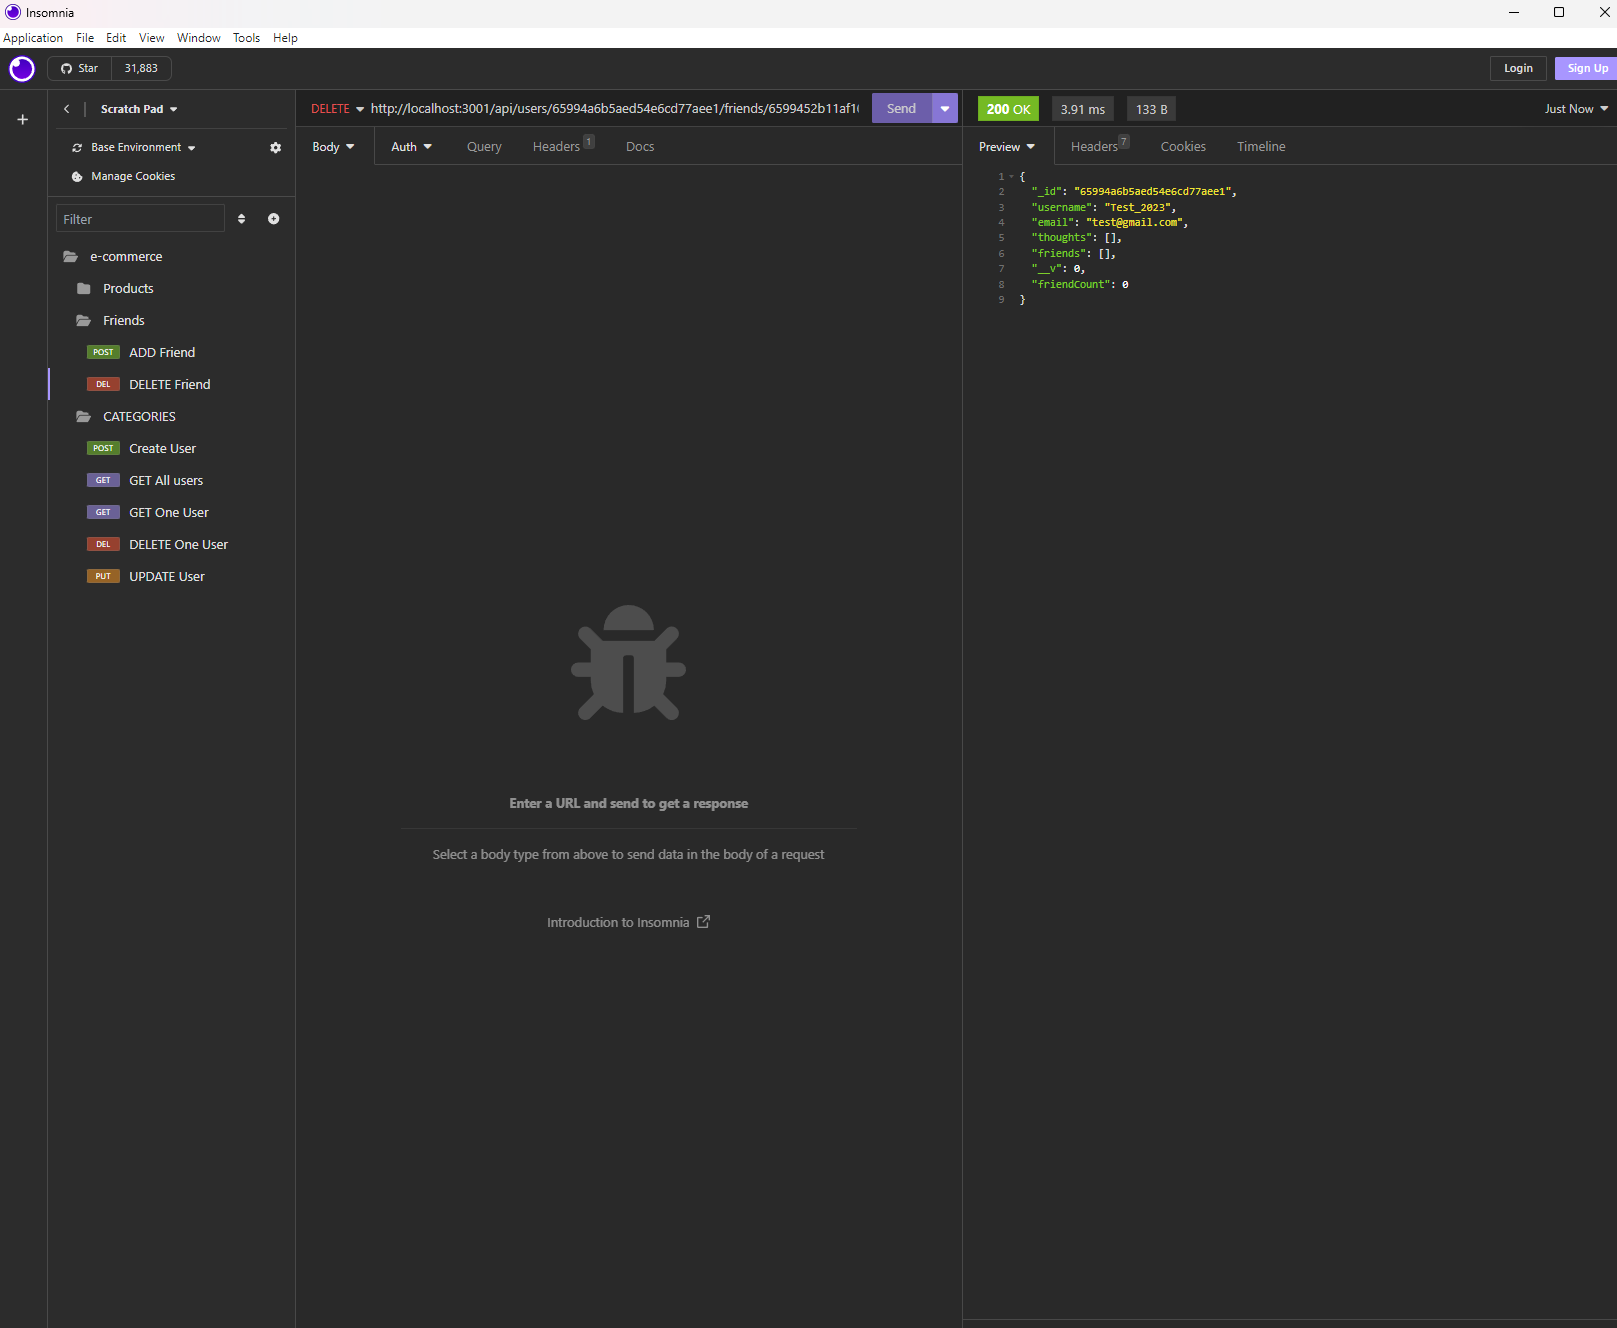 Insomnia
Application File Edit View Window Tools Help
Star 31,883
Login Sign Up
Scratch Pad
Base Environment
Manage Cookies
Filter
e-commerce
Products
Friends
POST ADD Friend
DEL DELETE Friend
CATEGORIES
POST Create User
GET GET All users
GET GET One User
DEL DELETE One User
PUT UPDATE User
DELETE http://localhost:3001/api/users/65994a6b5aed54e6cd77aee1/friends/6599452b11af1 Send
Body Auth Query Headers 1 Docs
Enter a URL and send to get a response
Select a body type from above to send data in the body of a request
Introduction to Insomnia
200 OK 3.91 ms 133 B Just Now
Preview Headers 7 Cookies Timeline
1 {
2 "_id": "65994a6b5aed54e6cd77aee1",
3 "username": "Test_2023",
4 "email": "test@gmail.com",
5 "thoughts": [],
6 "friends": [],
7 "__v": 0,
8 "friendCount": 0
9 }